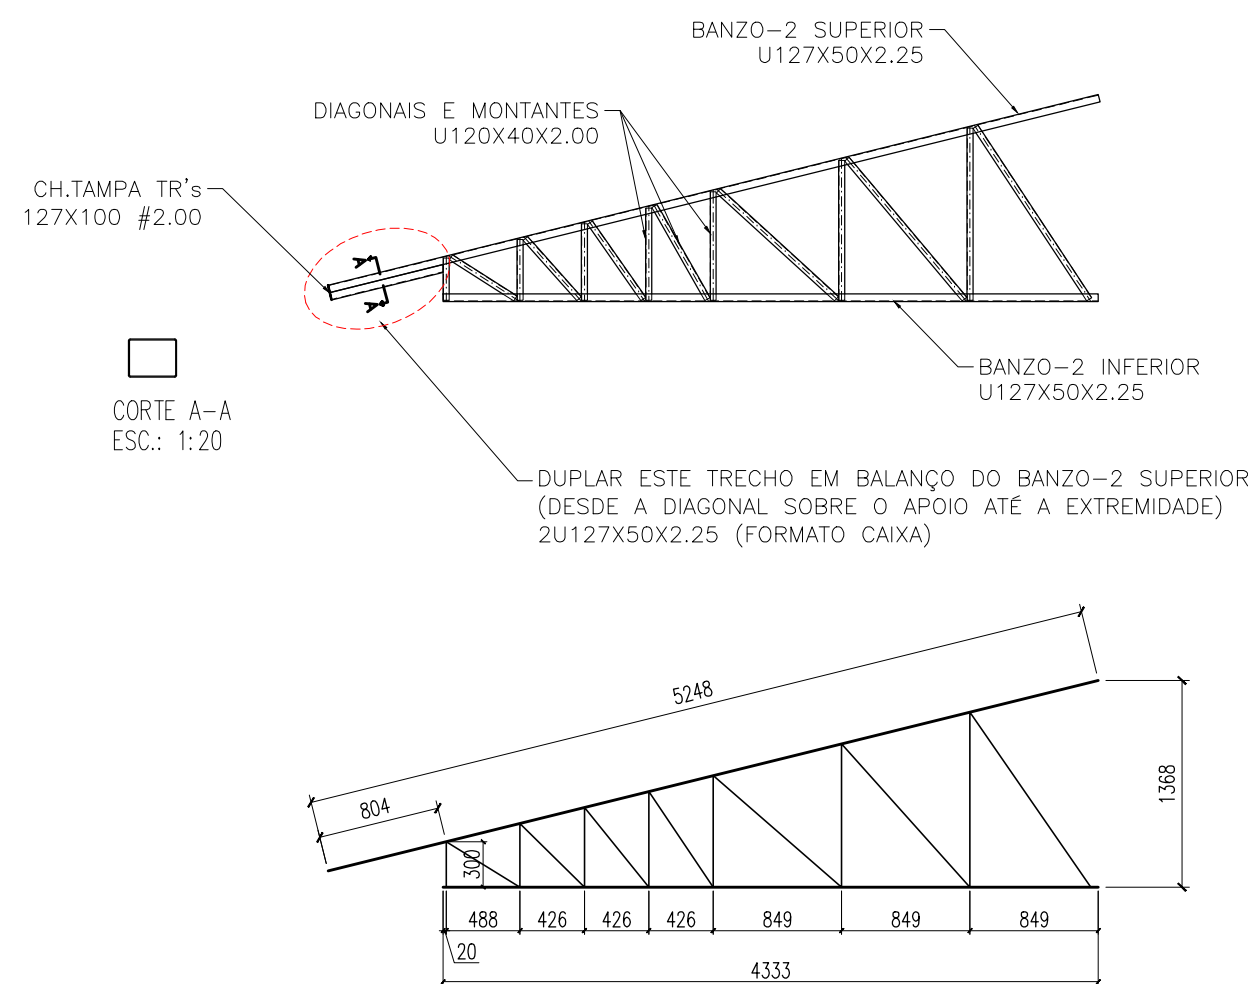 BANZO-2 SUPERIOR
U127X50X2.25
DIAGONAIS E MONTANTES
U120X40X2.00
CH.TAMPA TR's
127X100 #2.00
A
A
BANZO-2 INFERIOR
U127X50X2.25
CORTE A-A
ESC.: 1:20
DUPLAR ESTE TRECHO EM BALANÇO DO BANZO-2 SUPERIOR
(DESDE A DIAGONAL SOBRE O APOIO ATÉ A EXTREMIDADE)
2U127X50X2.25 (FORMATO CAIXA)
5248
804
1368
300
488
426
426
426
849
849
849
20
4333